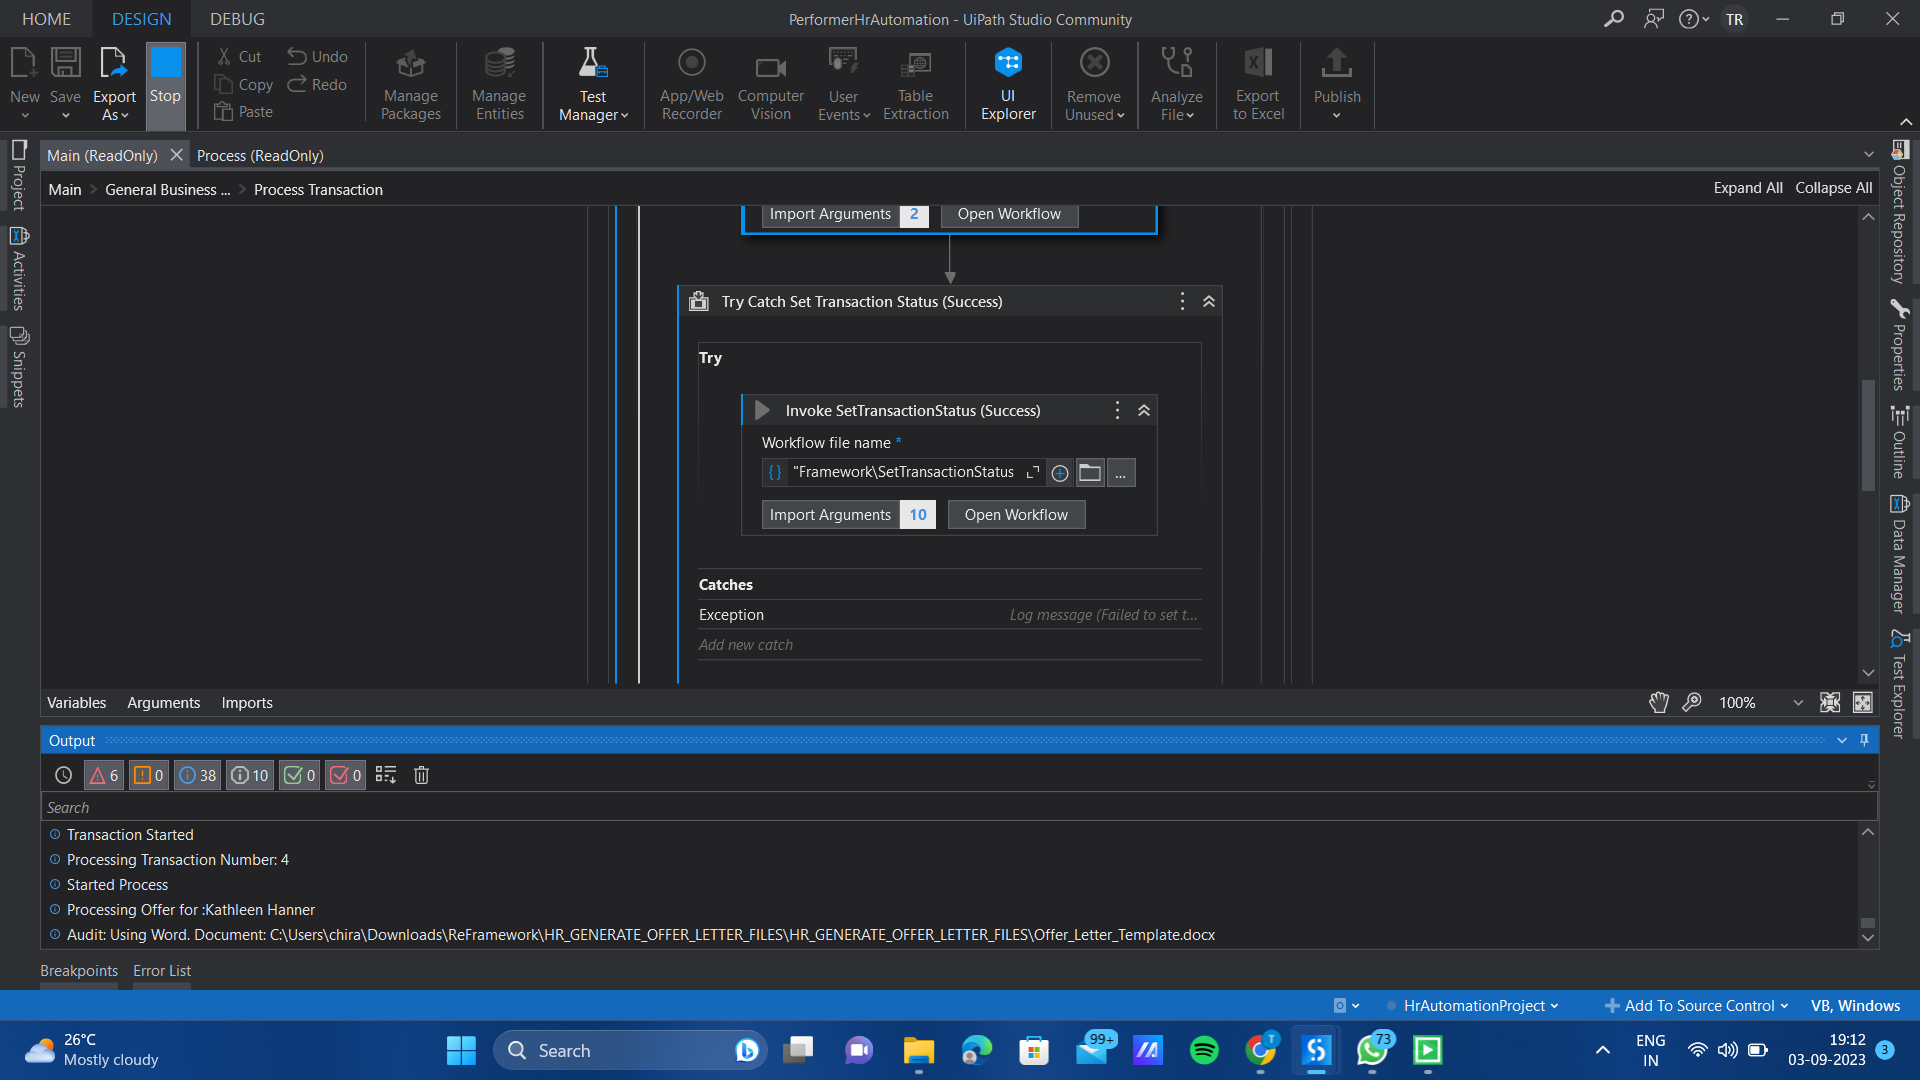 HOME
DESIGN
DEBUG
PerformerHrAutomation - UiPath Studio Community
TR
New
Save
Export As
Stop
Cut
Copy
Paste
Undo
Redo
Manage Packages
Manage Entities
Test Manager
App/Web Recorder
Computer Vision
User Events
Table Extraction
UI Explorer
Remove Unused
Analyze File
Export to Excel
Publish
Main (ReadOnly)
Process (ReadOnly)
Main > General Business ... > Process Transaction
Expand All
Collapse All
Project
Activities
Snippets
Object Repository
Properties
Outline
Data Manager
Test Explorer
Import Arguments 2
Open Workflow
Try Catch Set Transaction Status (Success)
Try
Invoke SetTransactionStatus (Success)
Workflow file name *
"Framework\SetTransactionStatus
...
Import Arguments 10
Open Workflow
Catches
Exception
Log message (Failed to set t...
Add new catch
Variables
Arguments
Imports
100%
Output
6
0
38
10
0
0
Search
Transaction Started
Processing Transaction Number: 4
Started Process
Processing Offer for :Kathleen Hanner
Audit: Using Word. Document: C:\Users\chira\Downloads\ReFramework\HR_GENERATE_OFFER_LETTER_FILES\HR_GENERATE_OFFER_LETTER_FILES\Offer_Letter_Template.docx
Breakpoints
Error List
HrAutomationProject
Add To Source Control
VB, Windows
26°C
Mostly cloudy
Search
99+
T
73
ENG
IN
19:12
03-09-2023
3